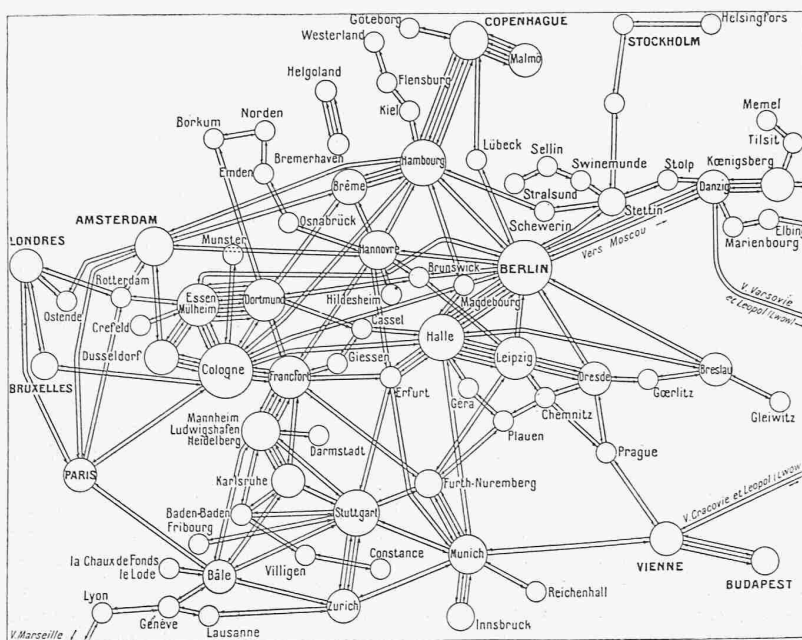 Göteborg
COPENHAGUE
Helsingfors
Westerland
STOCKHOLM
Malmö
Helgoland
Flensburg
Memel
Kiel
Tilsit
Norden
Borkum
Bremerhaven
Hambourg
Lübeck
Sellin
Swinemunde
Stolp
Kœnigsberg
Emden
Brême
Stralsund
Danzig
Stettin
Schewerin
AMSTERDAM
Osnabrück
Elbing
Marienbourg
LONDRES
Munster
Hannovre
BERLIN
Vers Moscou
Rotterdam
Brunswick
Essen
Mülheim
Dortmund
Hildesheim
Magdebourg
V. Varsovie
et Leopol (Lwow)
Ostende
Crefeld
Cassel
Dusseldorf
Halle
Leipzig
Giessen
Cologne
Francfort
Erfurt
Dresde
Breslau
BRUXELLES
Gera
Gœrlitz
Gleiwitz
Chemnitz
Mannheim
Ludwigshafen
Heidelberg
Darmstadt
Plauen
Prague
PARIS
Karlsruhe
Furth-Nuremberg
V. Cracovie et Leopol (Lwow
Baden-Baden
Stuttgart
Fribourg
Munich
VIENNE
la Chaux de Fonds
le Lode
Villigen
Constance
Bâle
BUDAPEST
Reichenhall
Lyon
Zurich
Innsbruck
Genève
Lausanne
V. Marseille